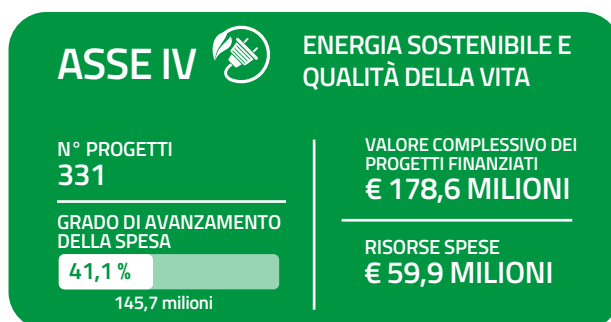 ASSE IV
ENERGIA SOSTENIBILE E
QUALITÀ DELLA VITA
N° PROGETTI
331
GRADO DI AVANZAMENTO
DELLA SPESA
41,1 %
145,7 milioni
VALORE COMPLESSIVO DEI
PROGETTI FINANZIATI
€ 178,6 MILIONI
RISORSE SPESE
€ 59,9 MILIONI